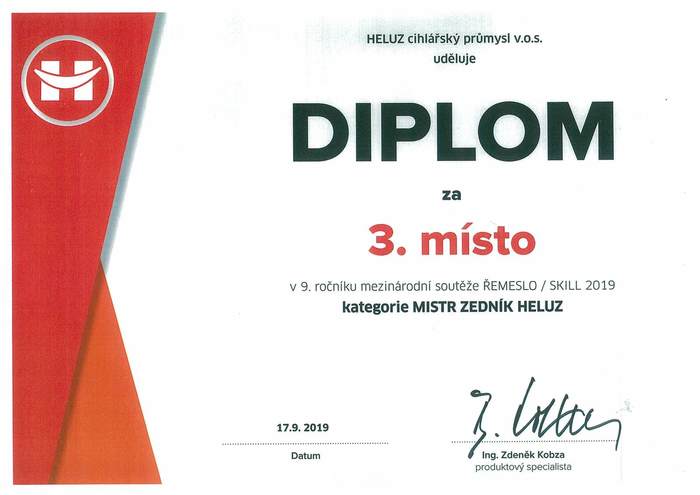 HELUZ cihlářský průmysl v.o.s.
uděluje
DIPLOM
za
3. místo
v 9. ročníku mezinárodní soutěže ŘEMESLO / SKILL 2019
kategorie MISTR ZEDNÍK HELUZ
17.9. 2019
Datum
Ing. Zdeněk Kobza
produktový specialista